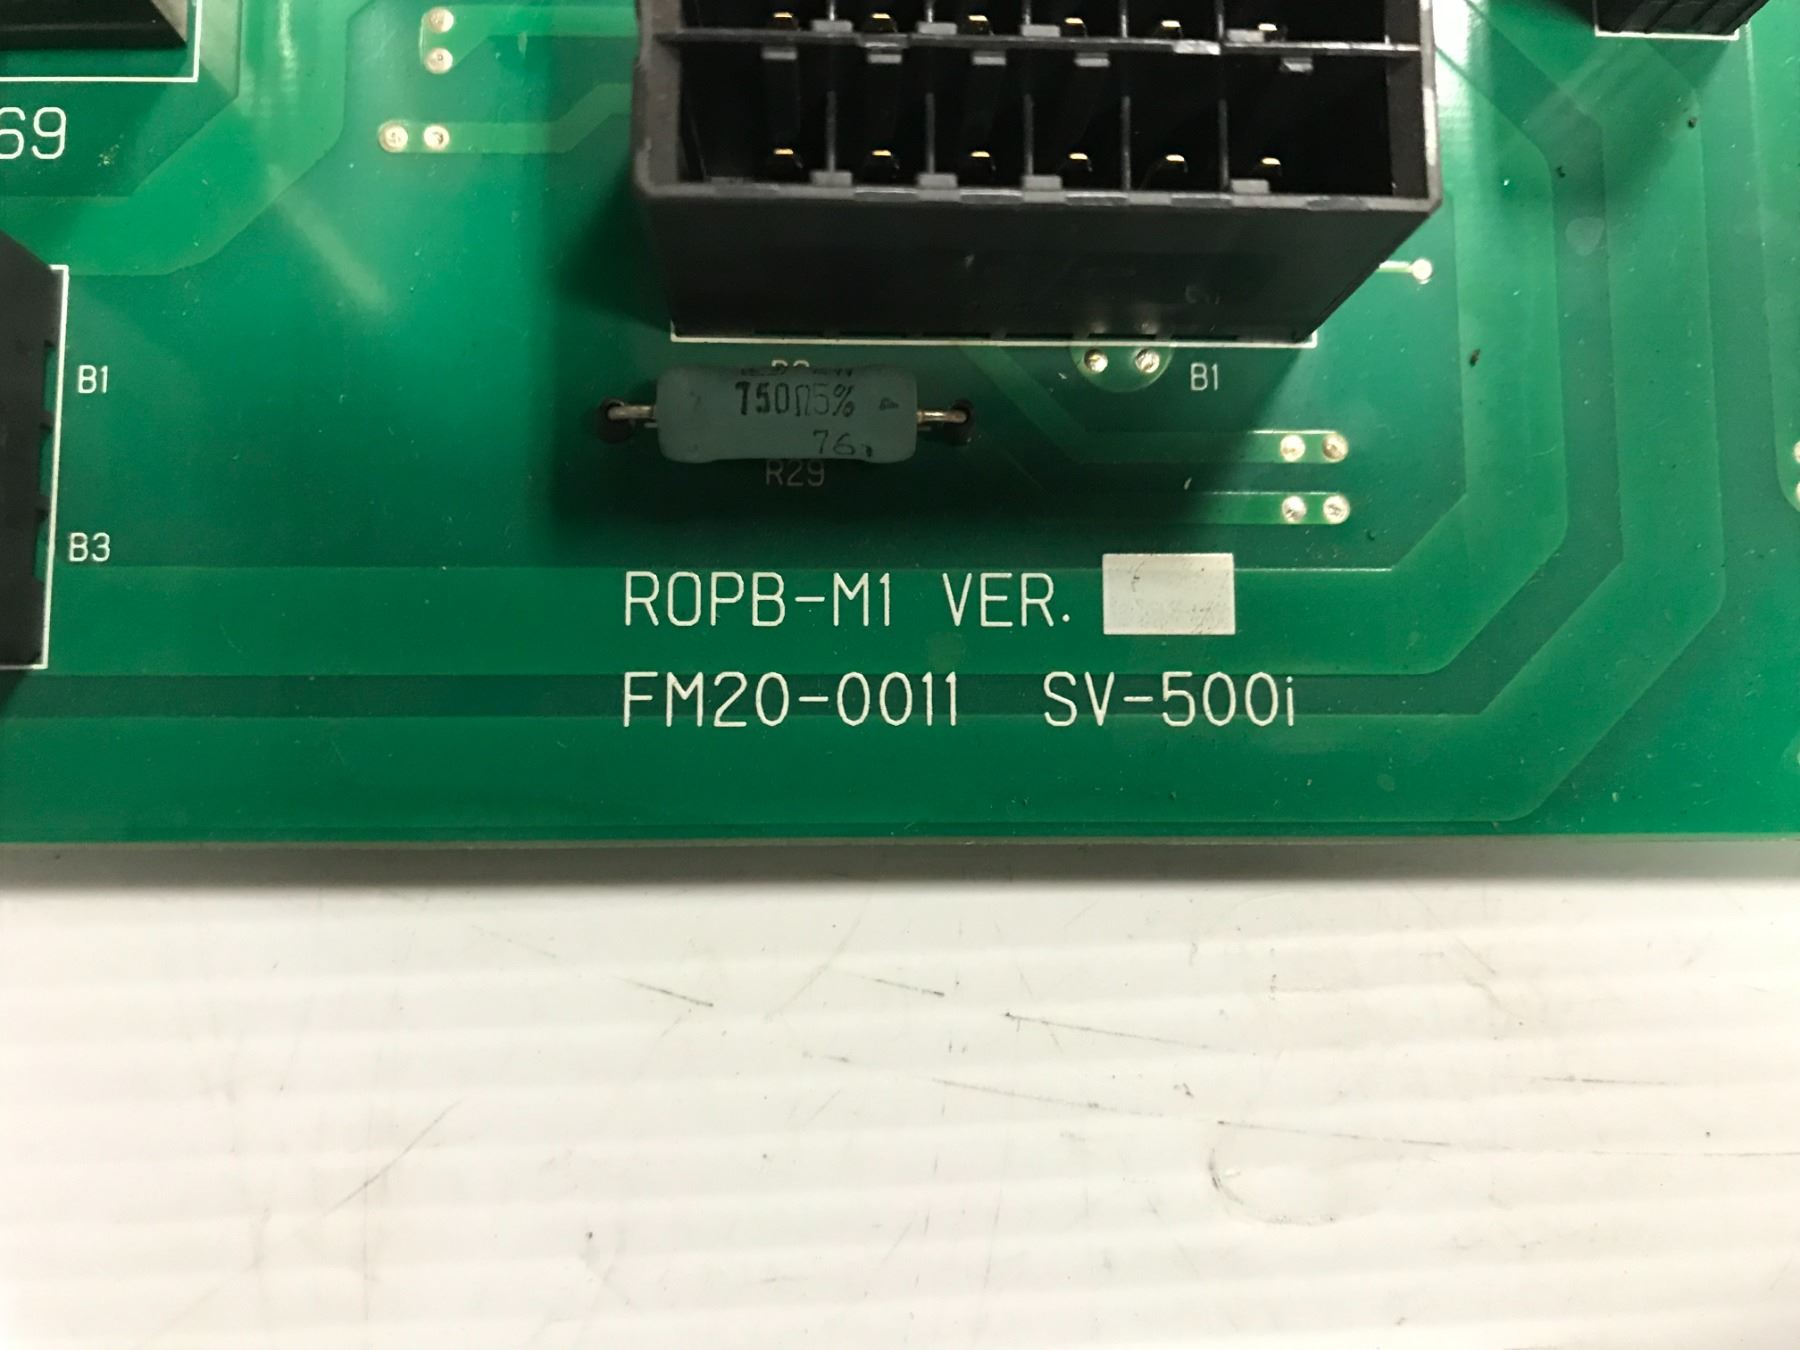 69
B1
B1
750Ω5%
76
R29
B3
ROPB-M1 VER.
FM20-0011 SV-500i